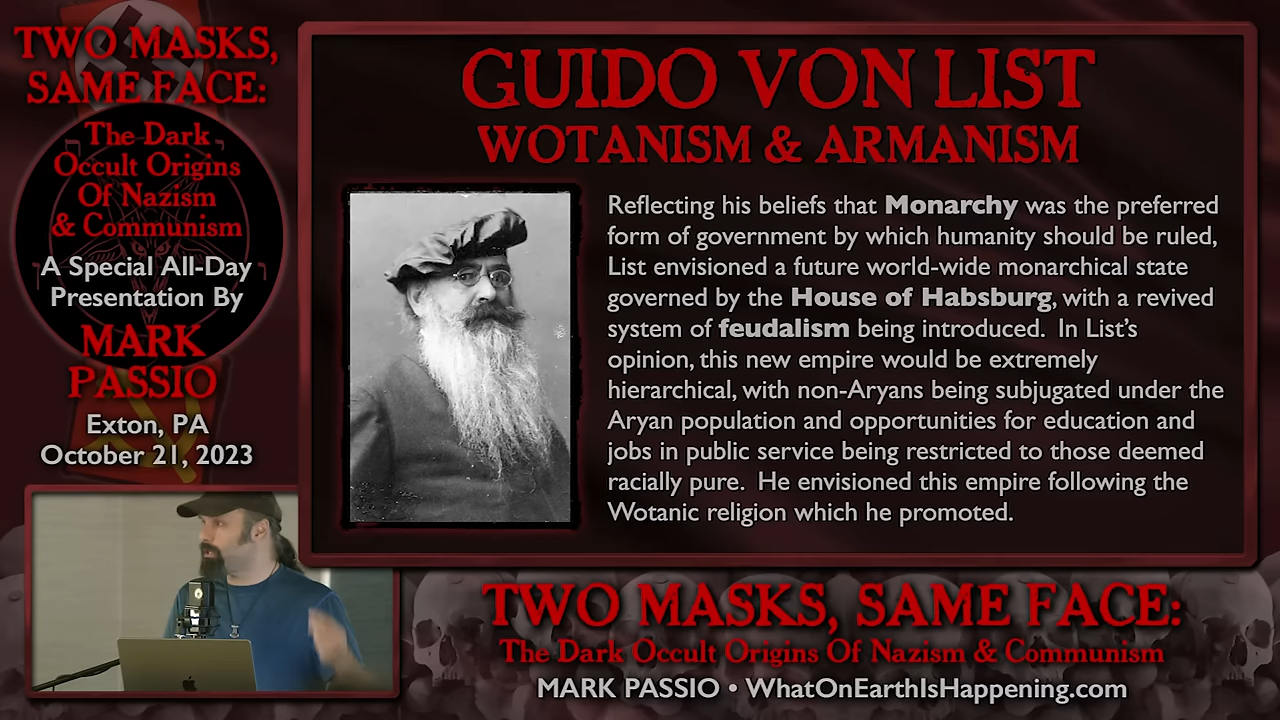 TWO MASKS,
SAME FACE:
The Dark
Occult Origins
Of Nazism
& Communism
A Special All-Day
Presentation By
MARK
PASSIO
Exton, PA
October 21, 2023
GUIDO VON LIST
WOTANISM & ARMANISM
Reflecting his beliefs that Monarchy was the preferred
form of government by which humanity should be ruled,
List envisioned a future world-wide monarchical state
governed by the House of Habsburg, with a revived
system of feudalism being introduced.  In List's
opinion, this new empire would be extremely
hierarchical, with non-Aryans being subjugated under the
Aryan population and opportunities for education and
jobs in public service being restricted to those deemed
racially pure.  He envisioned this empire following the
Wotanic religion which he promoted.
TWO MASKS, SAME FACE:
The Dark Occult Origins Of Nazism & Communism
MARK PASSIO • WhatOnEarthIsHappening.com